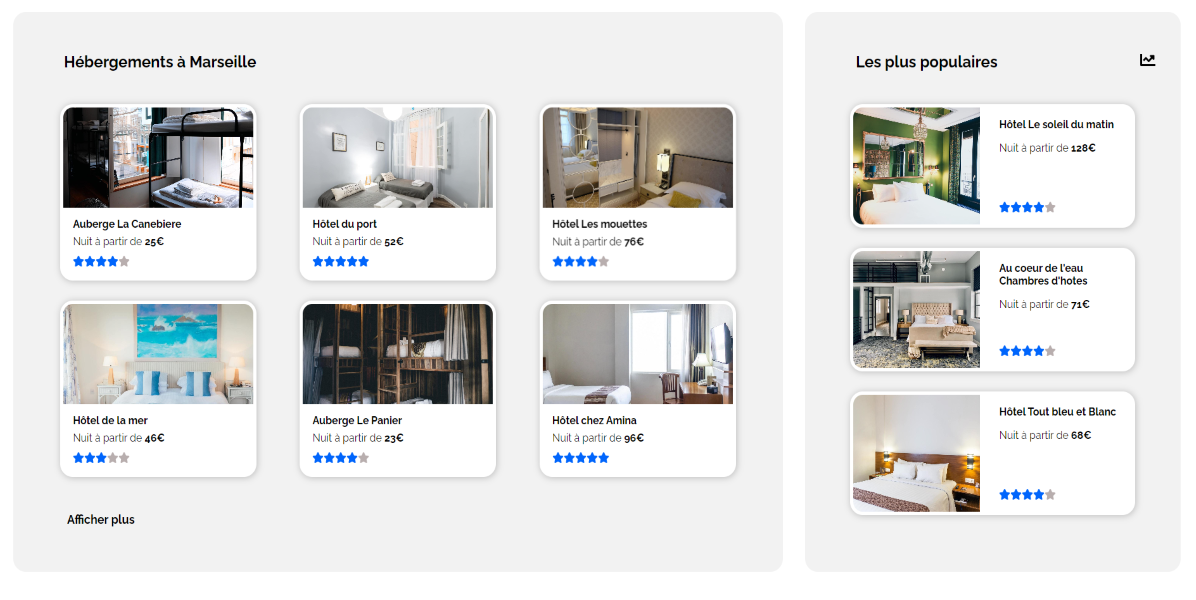 Hébergements à Marseille
Auberge La Canebiere
Nuit à partir de 25€
Hôtel du port
Nuit à partir de 52€
Hôtel Les mouettes
Nuit à partir de 76€
Hôtel de la mer
Nuit à partir de 46€
Auberge Le Panier
Nuit à partir de 23€
Hôtel chez Amina
Nuit à partir de 96€
Afficher plus
Les plus populaires
Hôtel Le soleil du matin
Nuit à partir de 128€
Au coeur de l'eau
Chambres d'hotes
Nuit à partir de 71€
Hôtel Tout bleu et Blanc
Nuit à partir de 68€